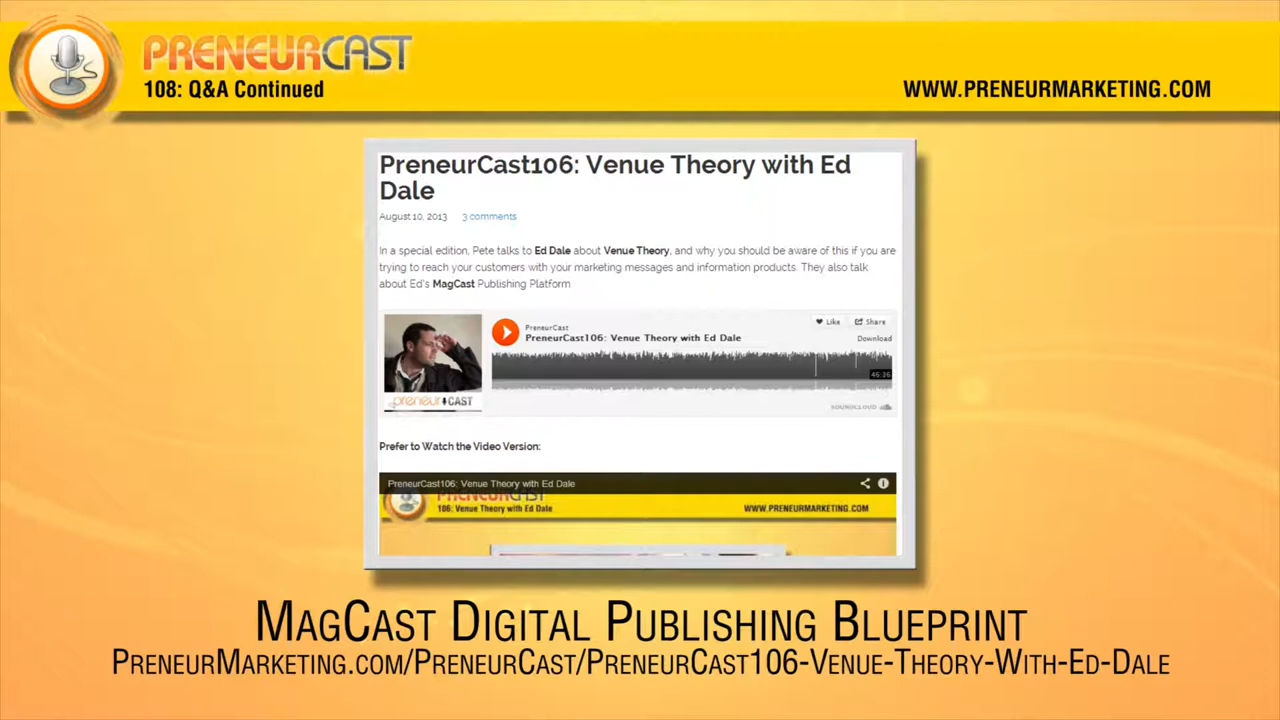 PRENEURCAST
108: Q&A Continued
WWW.PRENEURMARKETING.COM
PreneurCast106: Venue Theory with Ed
Dale
August 10, 2013 3 comments
In a special edition, Pete talks to Ed Dale about Venue Theory, and why you should be aware of this if you are
trying to reach your customers with your marketing messages and information products. They also talk
about Ed's MagCast Publishing Platform
PreneurCast
PreneurCast106: Venue Theory with Ed Dale
Like Share
Download
46:36
SOUNDCLOUD
preneurCAST
Prefer to Watch the Video Version:
PreneurCast106: Venue Theory with Ed Dale
PRENEURCAST
106: Venue Theory with Ed Dale
WWW.PRENEURMARKETING.COM
MagCast Digital Publishing Blueprint
PreneurMarketing.com/PreneurCast/PreneurCast106-Venue-Theory-With-Ed-Dale